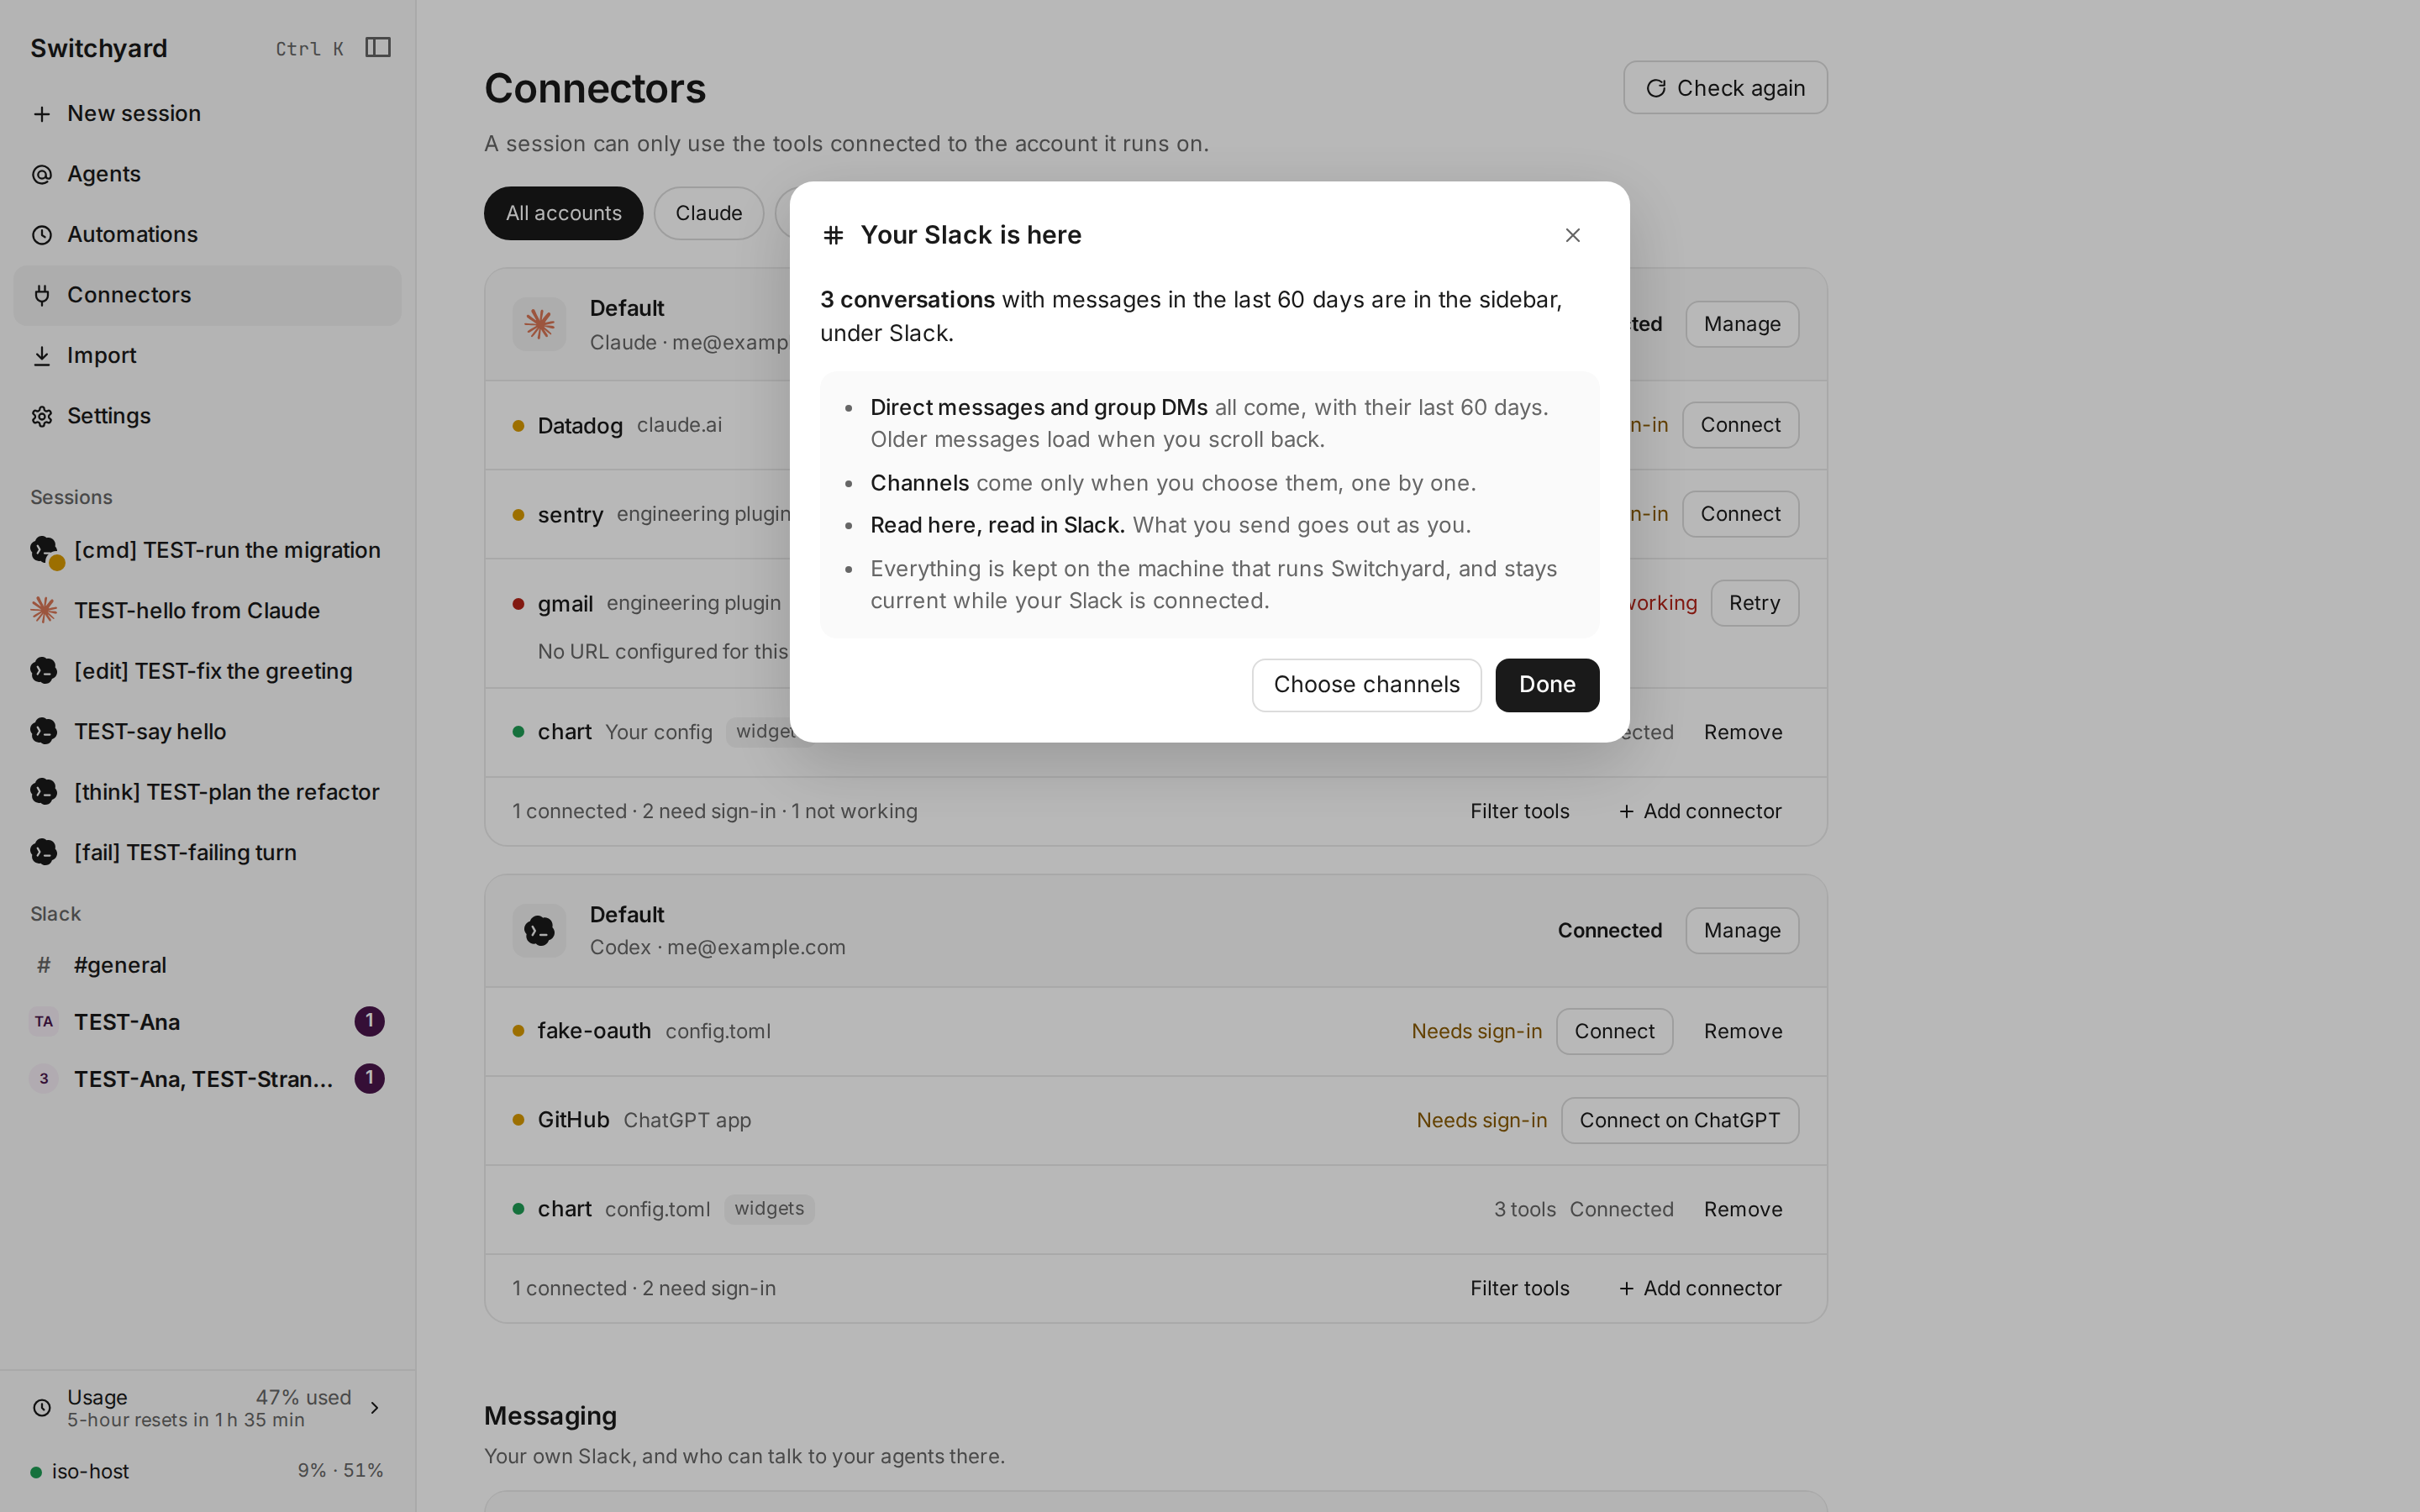 Switchyard
Ctrl K
New session
Agents
Automations
Connectors
Import
Settings
Sessions
[cmd] TEST-run the migration
TEST-hello from Claude
[edit] TEST-fix the greeting
TEST-say hello
[think] TEST-plan the refactor
[fail] TEST-failing turn
Slack
# #general
TA TEST-Ana 1
3 TEST-Ana, TEST-Stran... 1
Usage 47% used
5-hour resets in 1 h 35 min
iso-host 9% · 51%
Connectors
Check again
A session can only use the tools connected to the account it runs on.
All accounts Claude
Default
Claude · me@examp
Manage
Datadog claude.ai
Connect
sentry engineering plugin
Connect
gmail engineering plugin
Retry
No URL configured for this
chart Your config
Remove
1 connected · 2 need sign-in · 1 not working
Filter tools + Add connector
Your Slack is here
3 conversations with messages in the last 60 days are in the sidebar,
under Slack.
• Direct messages and group DMs all come, with their last 60 days.
Older messages load when you scroll back.
• Channels come only when you choose them, one by one.
• Read here, read in Slack. What you send goes out as you.
• Everything is kept on the machine that runs Switchyard, and stays
current while your Slack is connected.
Choose channels Done
Default
Codex · me@example.com
Connected Manage
fake-oauth config.toml
Needs sign-in Connect Remove
GitHub ChatGPT app
Needs sign-in Connect on ChatGPT
chart config.toml widgets
3 tools Connected Remove
1 connected · 2 need sign-in
Filter tools + Add connector
Messaging
Your own Slack, and who can talk to your agents there.